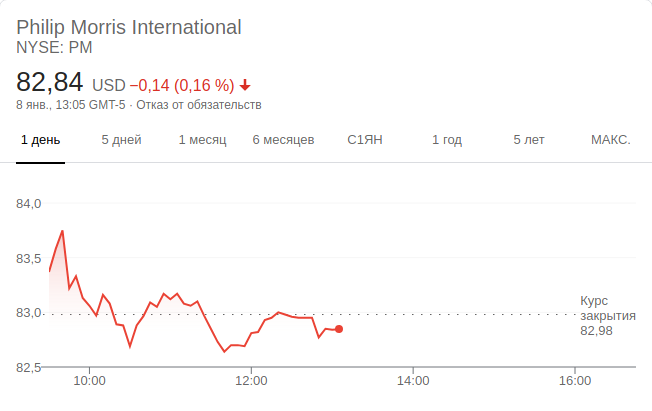 Philip Morris International
NYSE: PM
82,84 USD −0,14 (0,16 %)
8 янв., 13:05 GMT-5 · Отказ от обязательств
1 день 5 дней 1 месяц 6 месяцев С1ЯН 1 год 5 лет МАКС.
84,0
83,5
83,0
82,5
Курс
закрытия
82,98
10:00 12:00 14:00 16:00